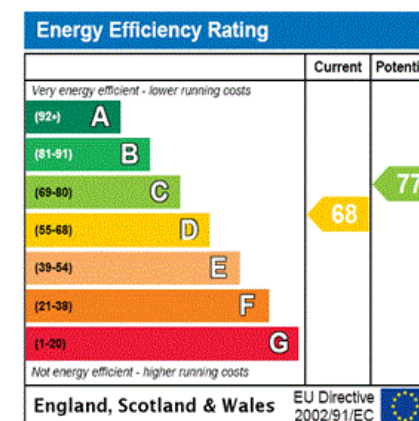 Energy Efficiency Rating
Current Potenti
Very energy efficient - lower running costs
(92+) A
(81-91) B
(69-80) C
77
(55-68) D
68
(39-54) E
(21-38) F
(1-20) G
Not energy efficient - higher running costs
England, Scotland & Wales
EU Directive
2002/91/EC